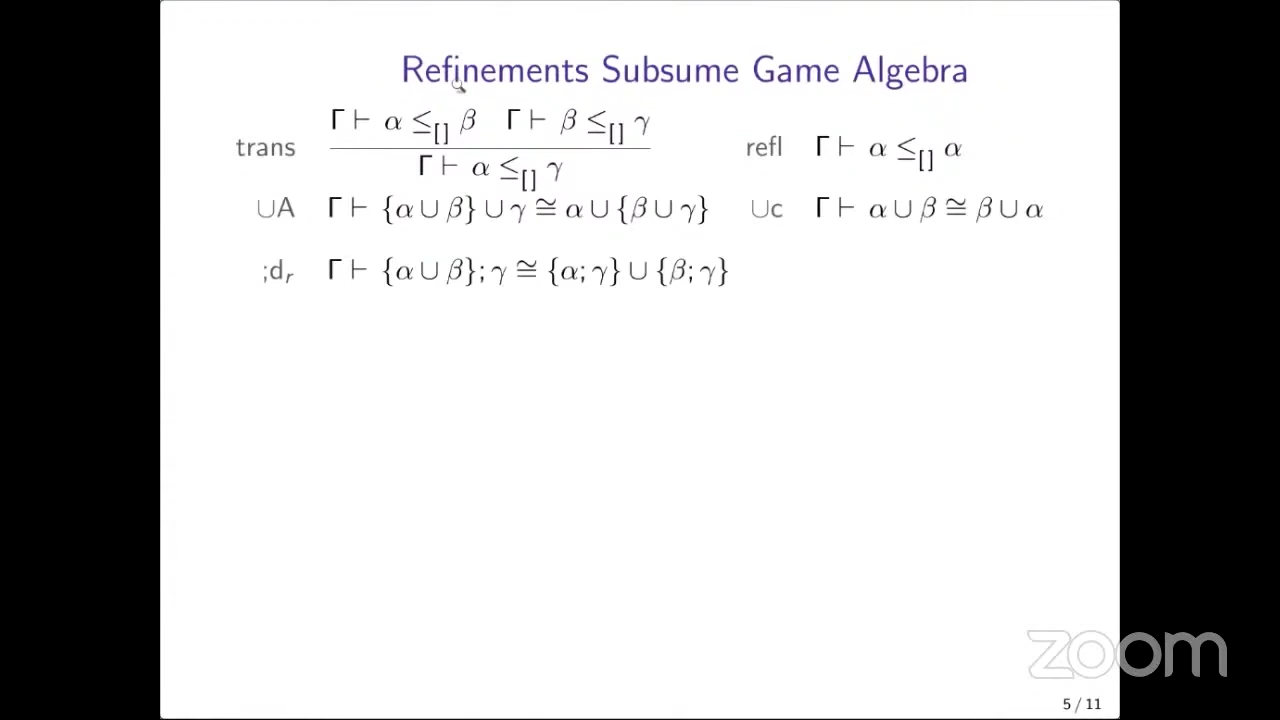 Refinements Subsume Game Algebra
trans Γ ⊢ α ≤[] β Γ ⊢ β ≤[] γ
Γ ⊢ α ≤[] γ
refl Γ ⊢ α ≤[] α
∪A Γ ⊢ {α ∪ β} ∪ γ ≅ α ∪ {β ∪ γ} ∪c Γ ⊢ α ∪ β ≅ β ∪ α
;dᵣ Γ ⊢ {α ∪ β}; γ ≅ {α; γ} ∪ {β; γ}
zoom
5 / 11